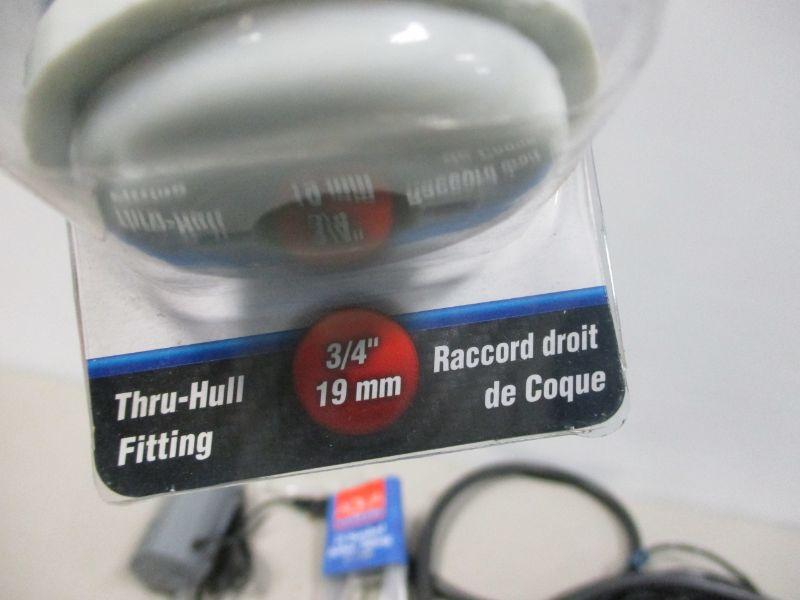 Thru-Hull
Fitting
3/4"
19 mm
Raccord droit
de Coque